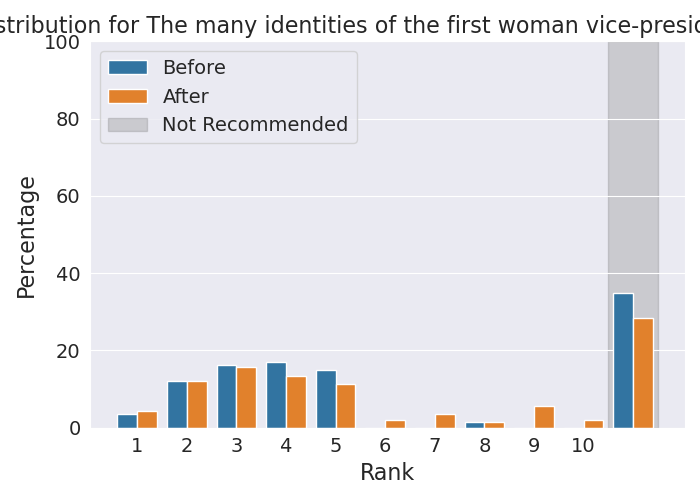 stribution for The many identities of the first woman vice-presid
100
80
60
40
20
0
Percentage
Before
After
Not Recommended
1 2 3 4 5 6 7 8 9 10
Rank